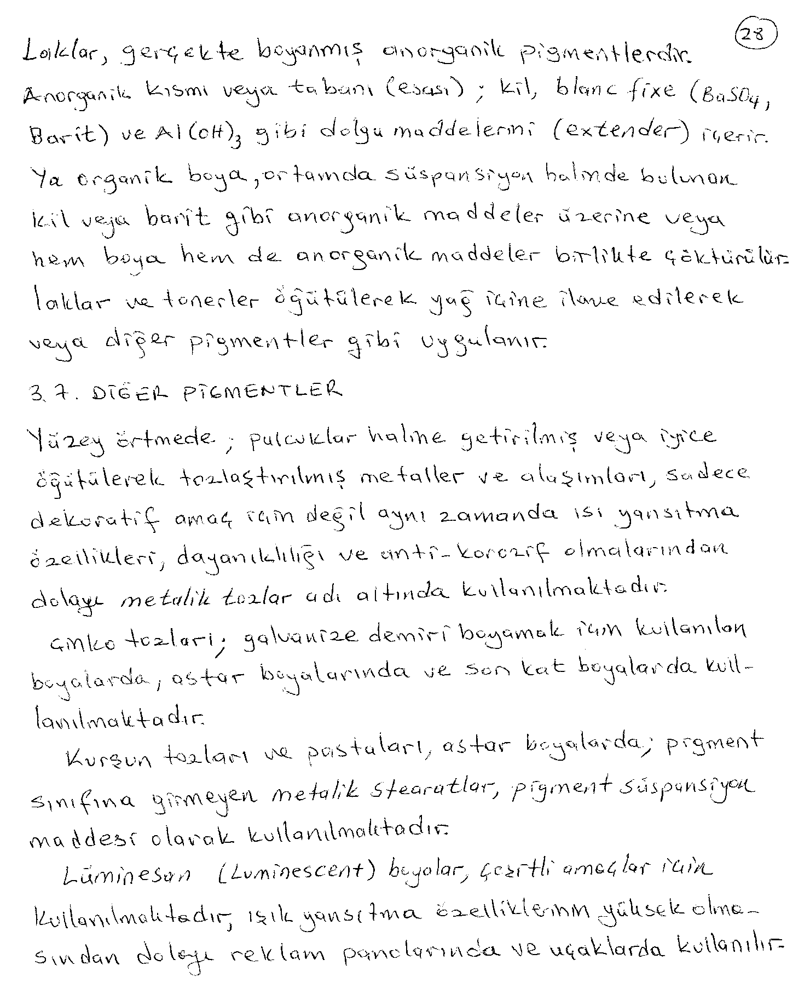 28
Laklar, gerçekte boyanmış anorganik pigmentlerdir.
Anorganik kısmı veya tabanı (esası) ; kil, blanc fixe (BaSO4,
Barit) ve Al(OH)3 gibi dolgu maddelerini (extender) içerir.
Ya organik boya, ortamda süspansiyon halinde bulunan
kil veya barit gibi anorganik maddeler üzerine veya
hem boya hem de anorganik maddeler birlikte çöktürülür.
laklar ve tonerler öğütülerek yağ içine ilave edilerek
veya diğer pigmentler gibi uygulanır.
3.7. DİĞER PİGMENTLER
Yüzey örtmede ; pulcuklar haline getirilmiş veya iyice
öğütülerek tozlaştırılmış metaller ve alaşımları, sadece
dekoratif amaç için değil aynı zamanda ısı yansıtma
özellikleri, dayanıklılığı ve anti-korozif olmalarından
dolayı metalik tozlar adı altında kullanılmaktadır.
Çinko tozları; galvanize demiri boyamak için kullanılan
boyalarda, astar boyalarında ve son kat boyalarda kull-
lanılmaktadır.
Kurşun tozları ve pastaları, astar boyalarda; pigment
sınıfına girmeyen metalik stearatlar, pigment süspansiyon
maddesi olarak kullanılmaktadır.
Lüminesan (Luminescent) boyalar, çeşitli amaçlar için
kullanılmaktadır, ışık yansıtma özelliklerinin yüksek olma-
sından dolayı reklam panolarında ve uçaklarda kullanılır.